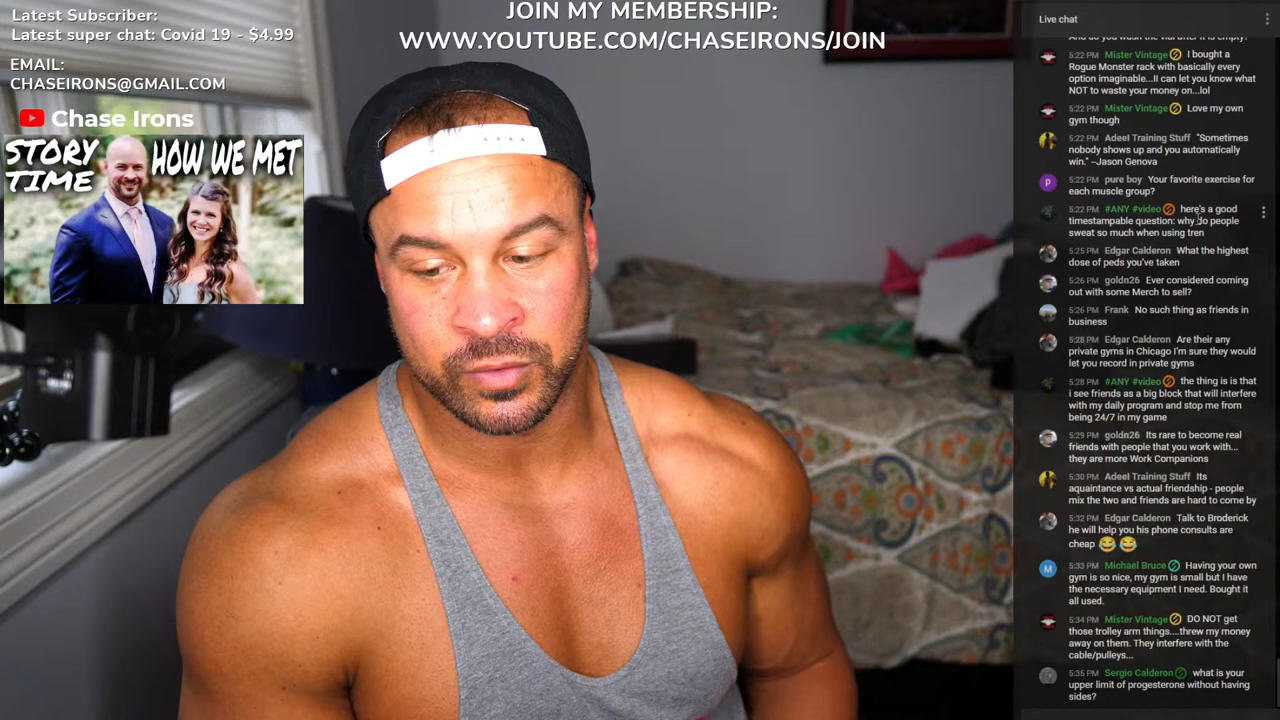 Latest Subscriber:
Latest super chat: Covid 19 - $4.99
EMAIL:
CHASEIRONS@GMAIL.COM
Chase Irons
STORY TIME
HOW WE MET
JOIN MY MEMBERSHIP:
WWW.YOUTUBE.COM/CHASEIRONS/JOIN
Live chat
And do you wash the vial after it is empty?
5:22 PM Mister Vintage I bought a
Rogue Monster rack with basically every
option imaginable...II can let you know what
NOT to waste your money on...lol
5:22 PM Mister Vintage Love my own
gym though
5:22 PM Adeel Training Stuff "Sometimes
nobody shows up and you automatically
win." –Jason Genova
P
5:22 PM pure boy Your favorite exercise for
each muscle group?
5:22 PM #ANY #video here's a good
timestampable question: why do people
sweat so much when using tren
5:25 PM Edgar Calderon What the highest
dose of peds you've taken
5:26 PM goldn26 Ever considered coming
out with some Merch to sell?
5:26 PM Frank No such thing as friends in
business
5:28 PM Edgar Calderon Are their any
private gyms in Chicago I'm sure they would
let you record in private gyms
5:28 PM #ANY #video the thing is is that
i see friends as a big block that will interfere
with my daily program and stop me from
being 24/7 in my game
5:29 PM goldn26 Its rare to become real
friends with people that you work with...
they are more Work Companions
5:30 PM Adeel Training Stuff Its
aquaintance vs actual friendship - people
mix the two and friends are hard to come by
5:32 PM Edgar Calderon Talk to Broderick
he will help you his phone consults are
cheap 😂 😂
M
5:33 PM Michael Bruce Having your own
gym is so nice, my gym is small but I have
the necessary equipment I need. Bought it
all used.
5:34 PM Mister Vintage DO NOT get
those trolley arm things....threw my money
away on them. They interfere with the
cable/pulleys...
5:35 PM Sergio Calderon what is your
upper limit of progesterone without having
sides?